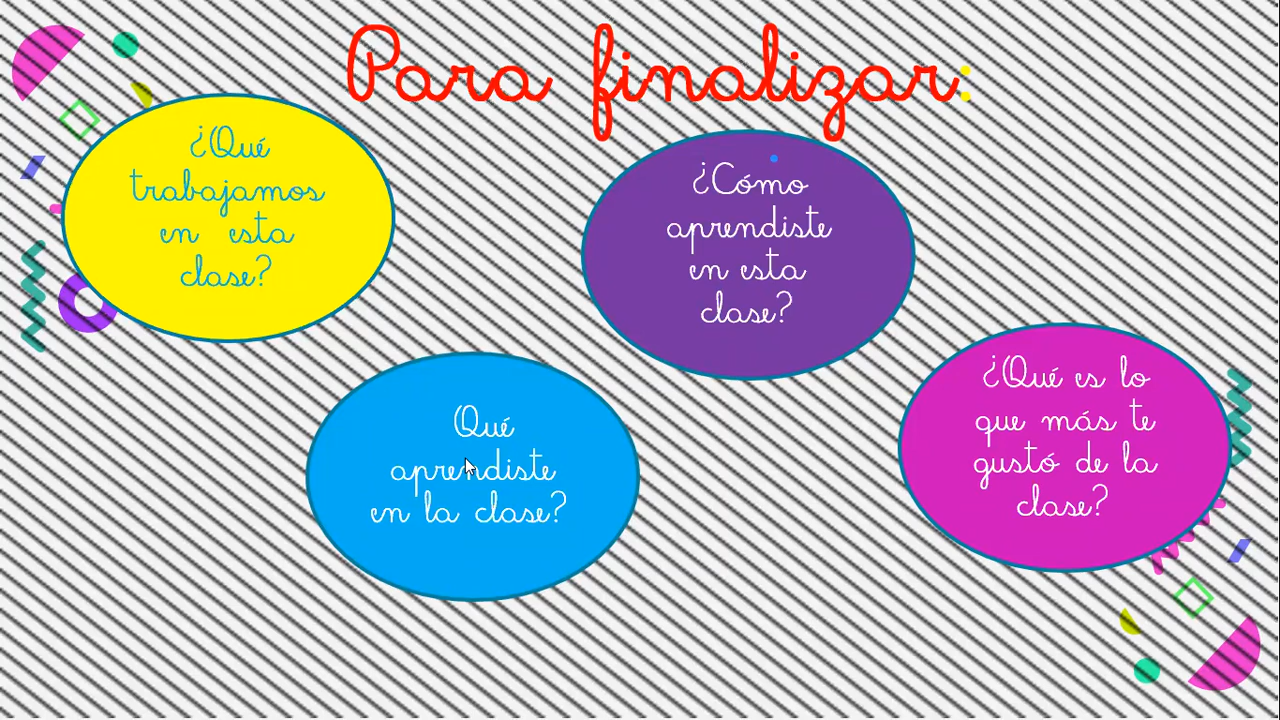 Para finalizar:
¿Qué
trabajamos
en esta
clase?
Qué
aprendiste
en la clase?
¿Cómo
aprendiste
en esta
clase?
¿Qué es lo
que más te
gustó de la
clase?